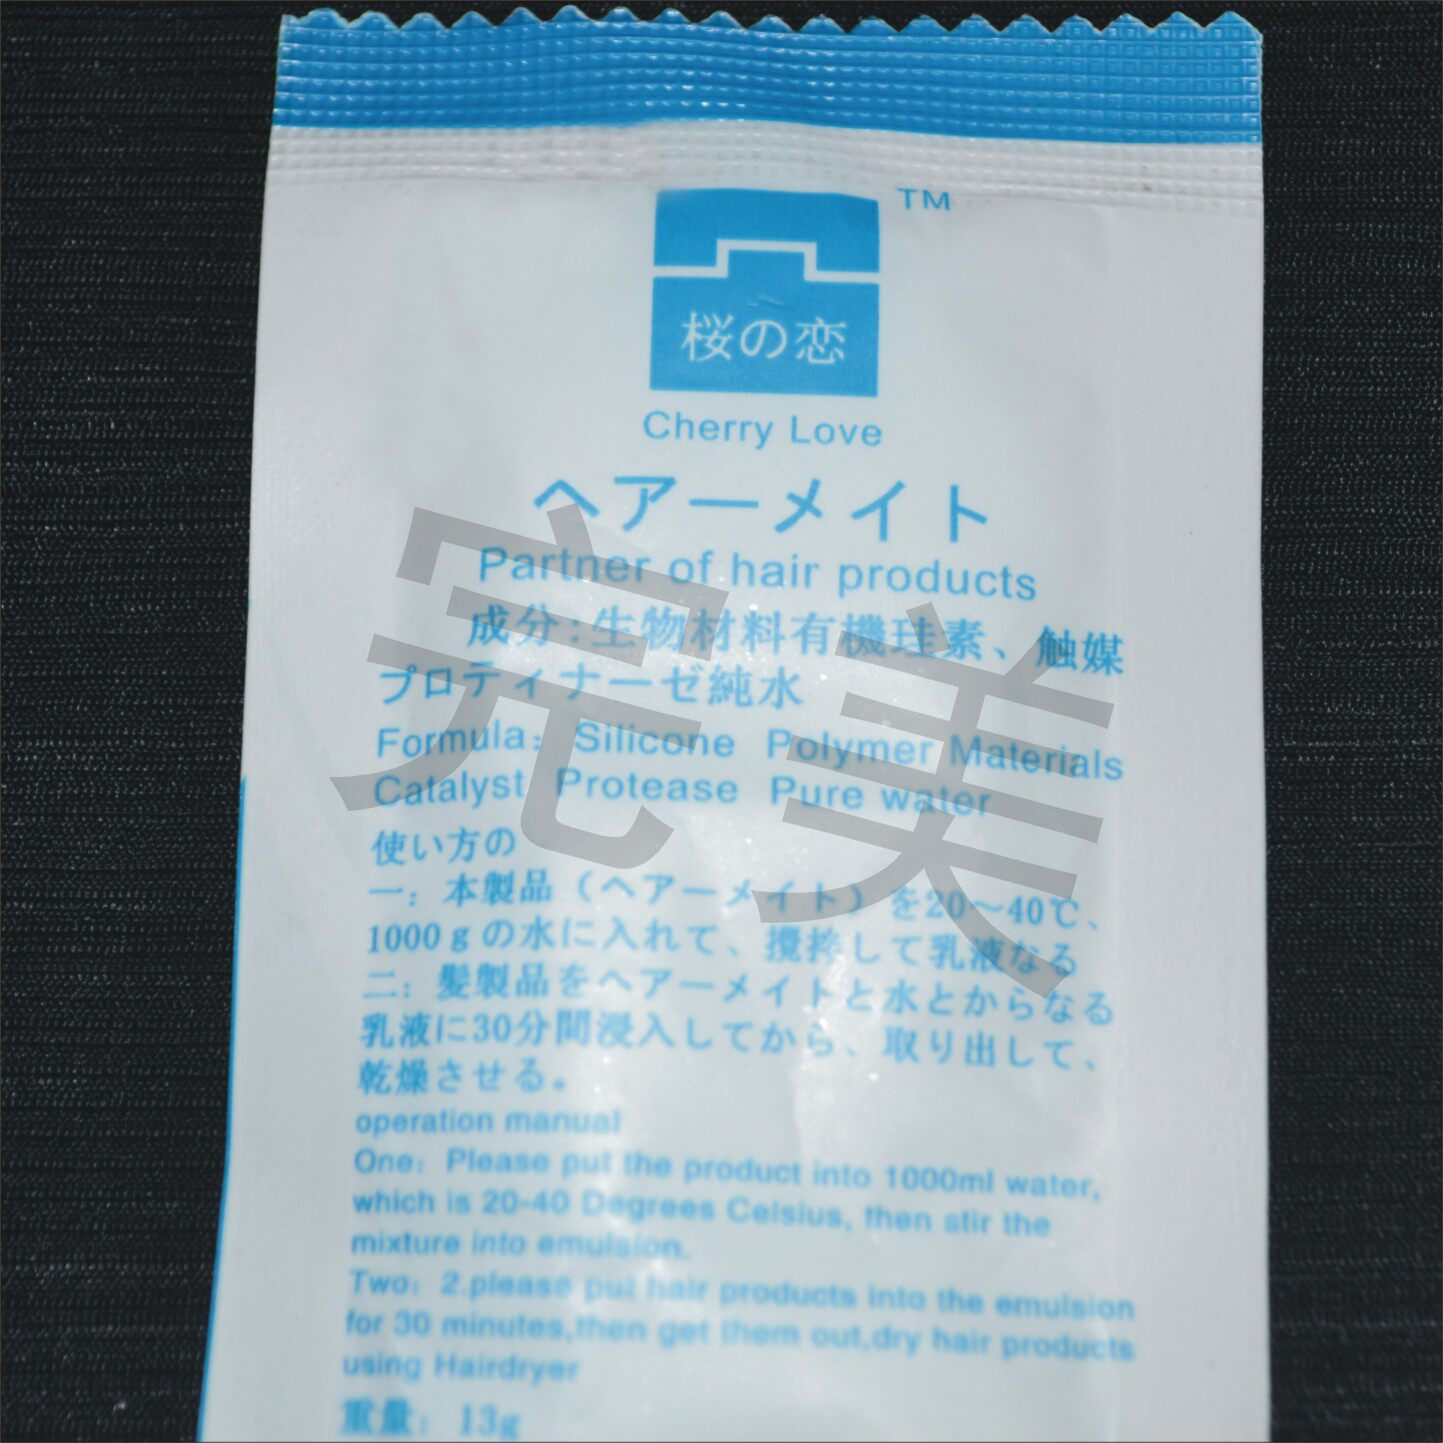 TM
桜の恋
Cherry Love
ヘアーメイト
Partner of hair products
成分:生物材料有機珪素、触媒
プロティナーゼ純水
Formula: Silicone Polymer Materials
Catalyst Protease Pure water
使い方の
一: 本製品(ヘアーメイト)を20～40℃、
1000gの水に入れて、攪拌して乳液なる
二: 髪製品をヘアーメイトと水とからなる
乳液に30分間浸入してから、取り出して、
乾燥させる。
operation manual
One: Please put the product into 1000ml water,
which is 20-40 Degrees Celsius, then stir the
mixture into emulsion.
Two: 2.please put hair products into the emulsion
for 30 minutes,then get them out,dry hair products
using Hairdryer
重量: 13g
完美